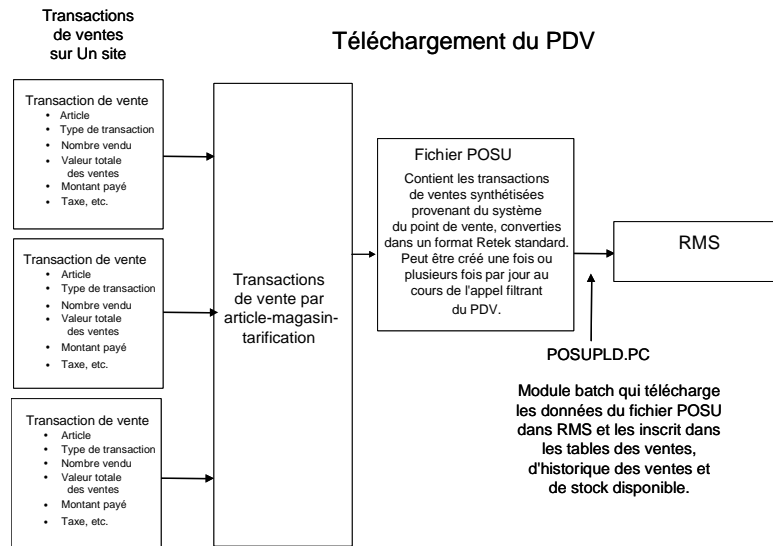 Transactions
de ventes
sur Un site
Téléchargement du PDV
Transaction de vente
• Article
• Type de transaction
• Nombre vendu
• Valeur totale
des ventes
• Montant payé
• Taxe, etc.
Transaction de vente
• Article
• Type de transaction
• Nombre vendu
• Valeur totale
des ventes
• Montant payé
• Taxe, etc.
Transaction de vente
• Article
• Type de transaction
• Nombre vendu
• Valeur totale
des ventes
• Montant payé
• Taxe, etc.
Transactions
de vente par
article-magasin-
tarification
Fichier POSU
Contient les transactions
de ventes synthétisées
provenant du système
du point de vente, converties
dans un format Retek standard.
Peut être créé une fois ou
plusieurs fois par jour au
cours de l'appel filtrant
du PDV.
RMS
POSUPLD.PC
Module batch qui télécharge
les données du fichier POSU
dans RMS et les inscrit dans
les tables des ventes,
d'historique des ventes et
de stock disponible.